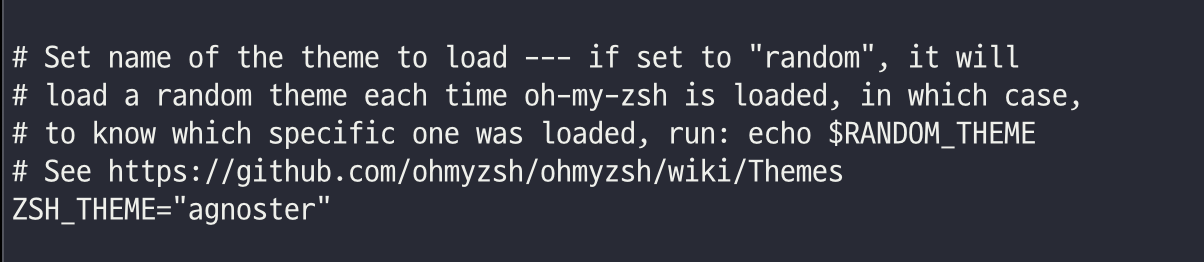 # Set name of the theme to load --- if set to "random", it will
# load a random theme each time oh-my-zsh is loaded, in which case,
# to know which specific one was loaded, run: echo $RANDOM_THEME
# See https://github.com/ohmyzsh/ohmyzsh/wiki/Themes
ZSH_THEME="agnoster"